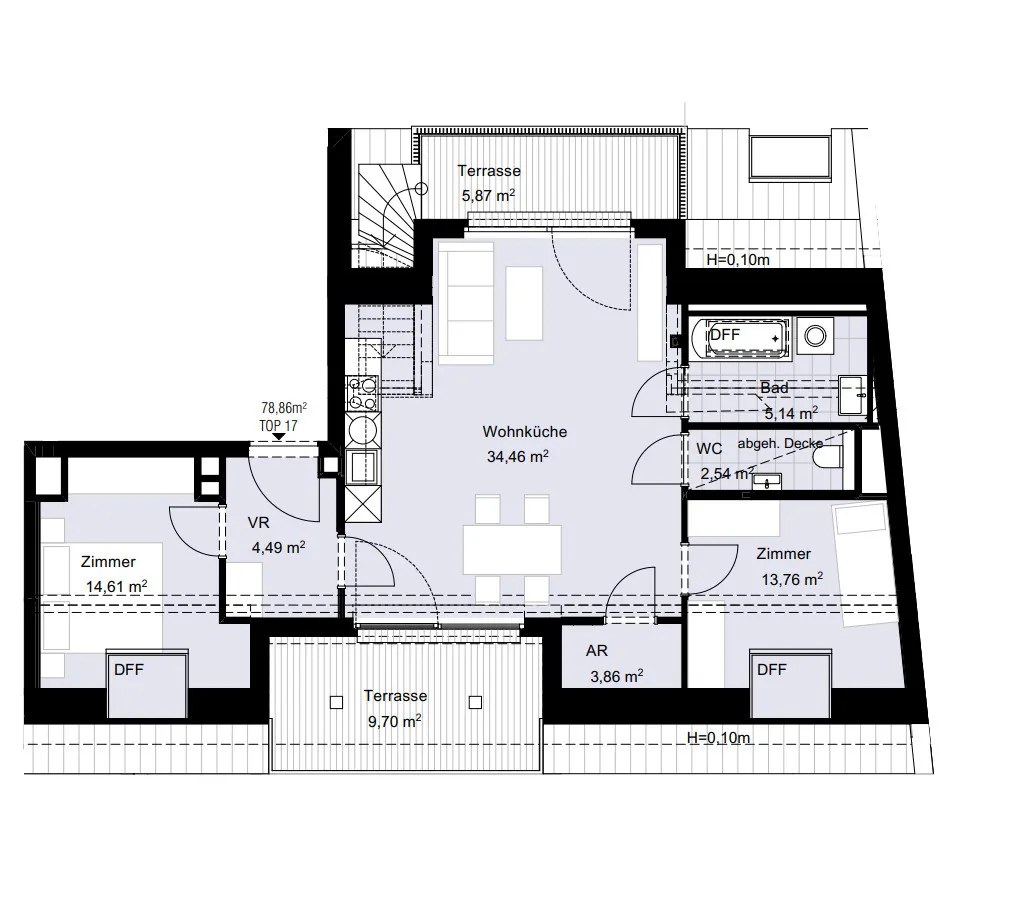 Terrasse
5,87 m²
H=0,10m
DFF
Bad
5,14 m²
78,86m²
TOP 17
Wohnküche
34,46 m²
WC
abgeh. Decke
2,54 m²
VR
4,49 m²
Zimmer
14,61 m²
Zimmer
13,76 m²
AR
3,86 m²
DFF
DFF
Terrasse
9,70 m²
H=0,10m